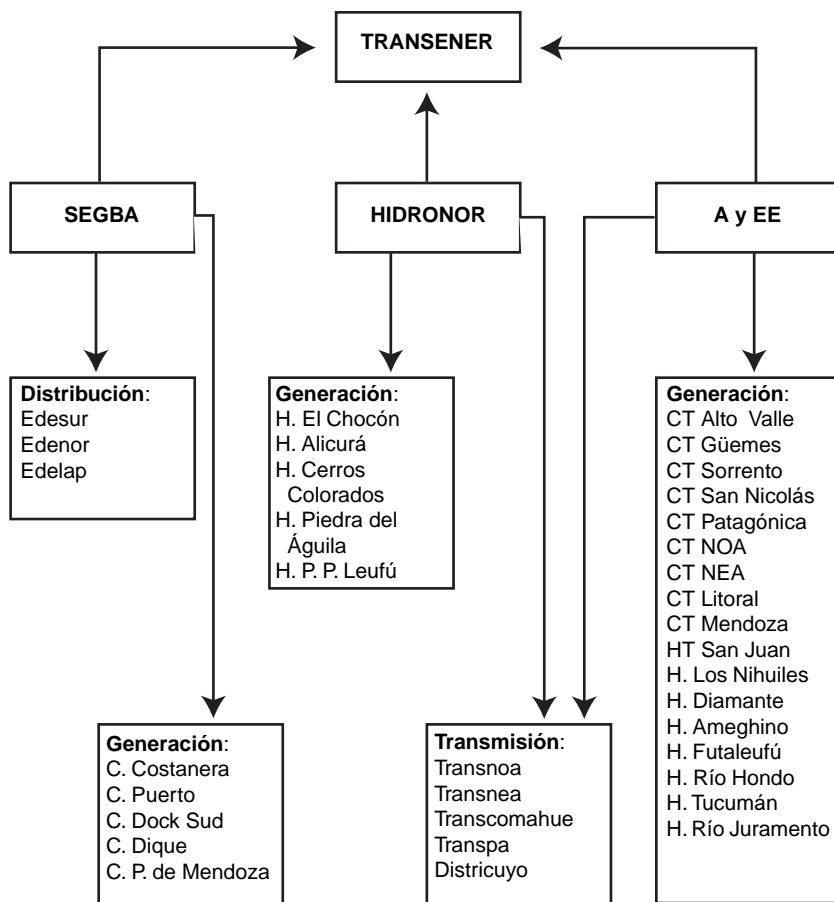 TRANSENER
SEGBA
HIDRONOR
A y EE
Distribución:
Edesur
Edenor
Edelap
Generación:
H. El Chocón
H. Alicurá
H. Cerros
Colorados
H. Piedra del
Águila
H. P. P. Leufú
Generación:
CT Alto Valle
CT Güemes
CT Sorrento
CT San Nicolás
CT Patagónica
CT NOA
CT NEA
CT Litoral
CT Mendoza
HT San Juan
H. Los Nihuiles
H. Diamante
H. Ameghino
H. Futaleufú
H. Río Hondo
H. Tucumán
H. Río Juramento
Generación:
C. Costanera
C. Puerto
C. Dock Sud
C. Dique
C. P. de Mendoza
Transmisión:
Transnoa
Transnea
Transcomahue
Transpa
Districuyo